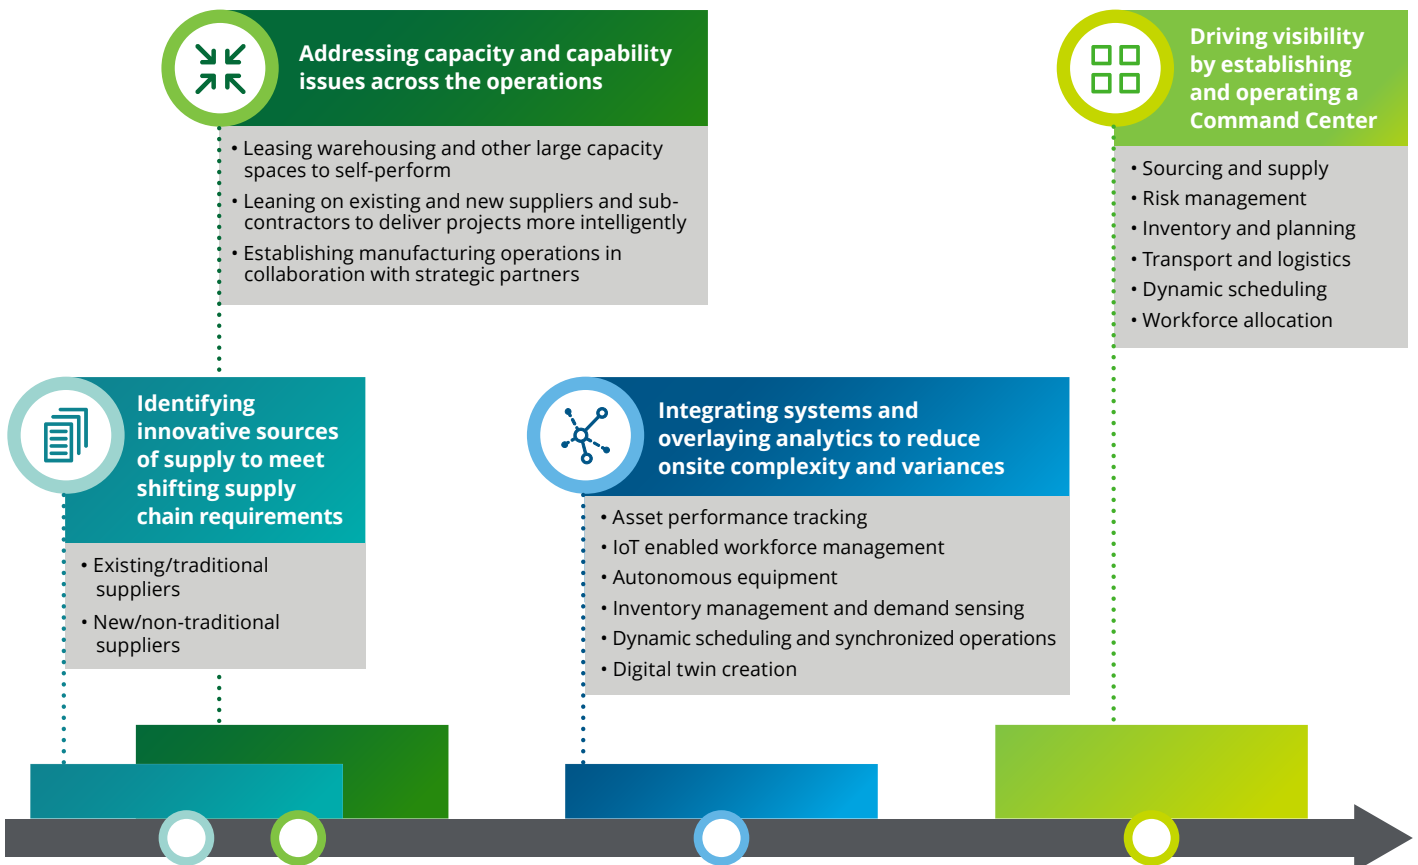 Addressing capacity and capability
issues across the operations
• Leasing warehousing and other large capacity
spaces to self-perform
• Leaning on existing and new suppliers and sub-
contractors to deliver projects more intelligently
• Establishing manufacturing operations in
collaboration with strategic partners
Driving visibility
by establishing
and operating a
Command Center
• Sourcing and supply
• Risk management
• Inventory and planning
• Transport and logistics
• Dynamic scheduling
• Workforce allocation
Identifying
innovative sources
of supply to meet
shifting supply
chain requirements
• Existing/traditional
suppliers
• New/non-traditional
suppliers
Integrating systems and
overlaying analytics to reduce
onsite complexity and variances
• Asset performance tracking
• IoT enabled workforce management
• Autonomous equipment
• Inventory management and demand sensing
• Dynamic scheduling and synchronized operations
• Digital twin creation